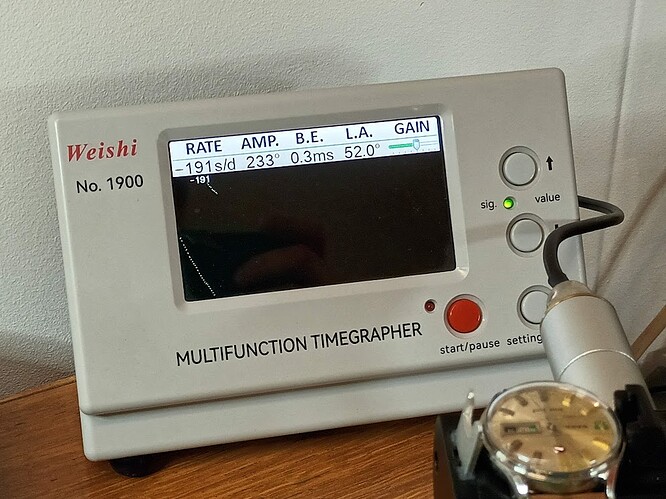 Weishi
No. 1900
RATE AMP. B.E. L.A. GAIN
-191s/d 233° 0.3ms 52.0°
-191
sig. value
start/pause setting
MULTIFUNCTION TIMEGRAPHER